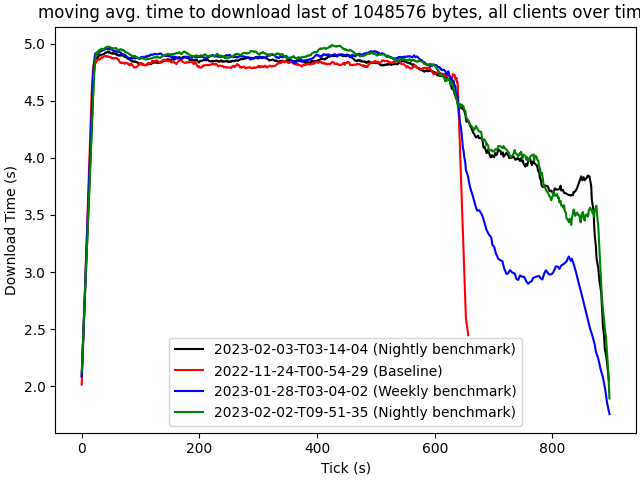 moving avg. time to download last of 1048576 bytes, all clients over tim
Download Time (s)
5.0
4.5
4.0
3.5
3.0
2.5
2.0
2023-02-03-T03-14-04 (Nightly benchmark)
2022-11-24-T00-54-29 (Baseline)
2023-01-28-T03-04-02 (Weekly benchmark)
2023-02-02-T09-51-35 (Nightly benchmark)
0 200 400 600 800
Tick (s)